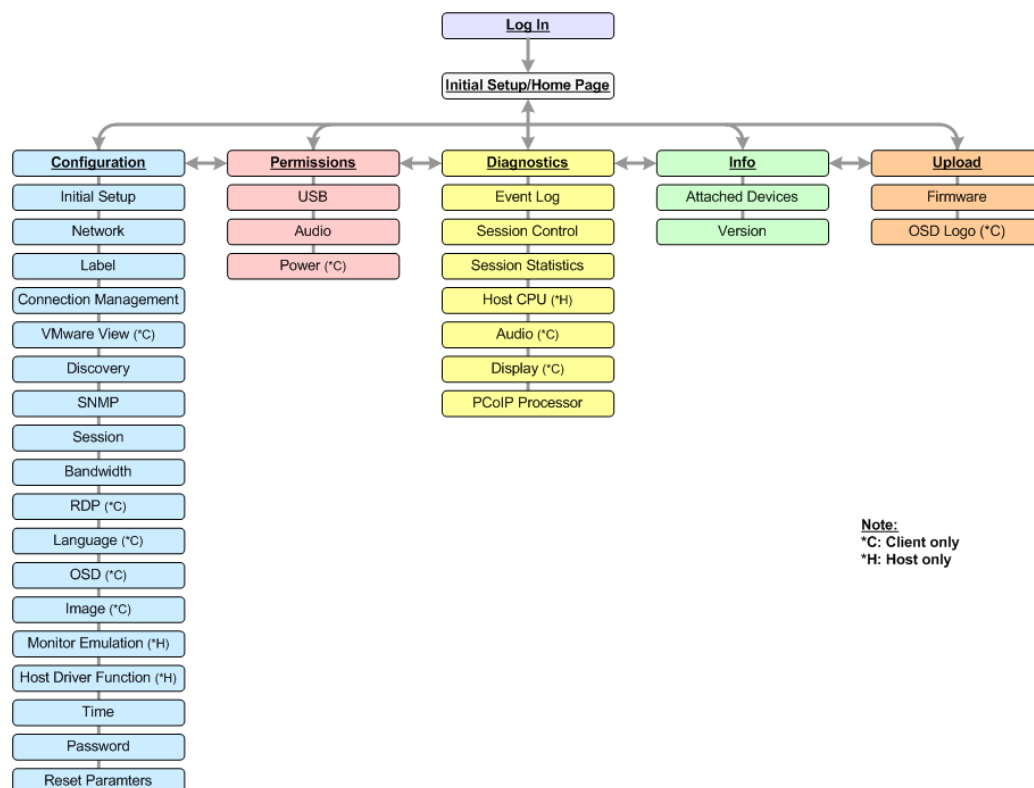 Log In
Initial Setup/Home Page
Configuration
Initial Setup
Network
Label
Connection Management
VMware View (*C)
Discovery
SNMP
Session
Bandwidth
RDP (*C)
Language (*C)
OSD (*C)
Image (*C)
Monitor Emulation (*H)
Host Driver Function (*H)
Time
Password
Reset Paramters
Permissions
USB
Audio
Power (*C)
Diagnostics
Event Log
Session Control
Session Statistics
Host CPU (*H)
Audio (*C)
Display (*C)
PCoIP Processor
Info
Attached Devices
Version
Upload
Firmware
OSD Logo (*C)
Note:
*C: Client only
*H: Host only